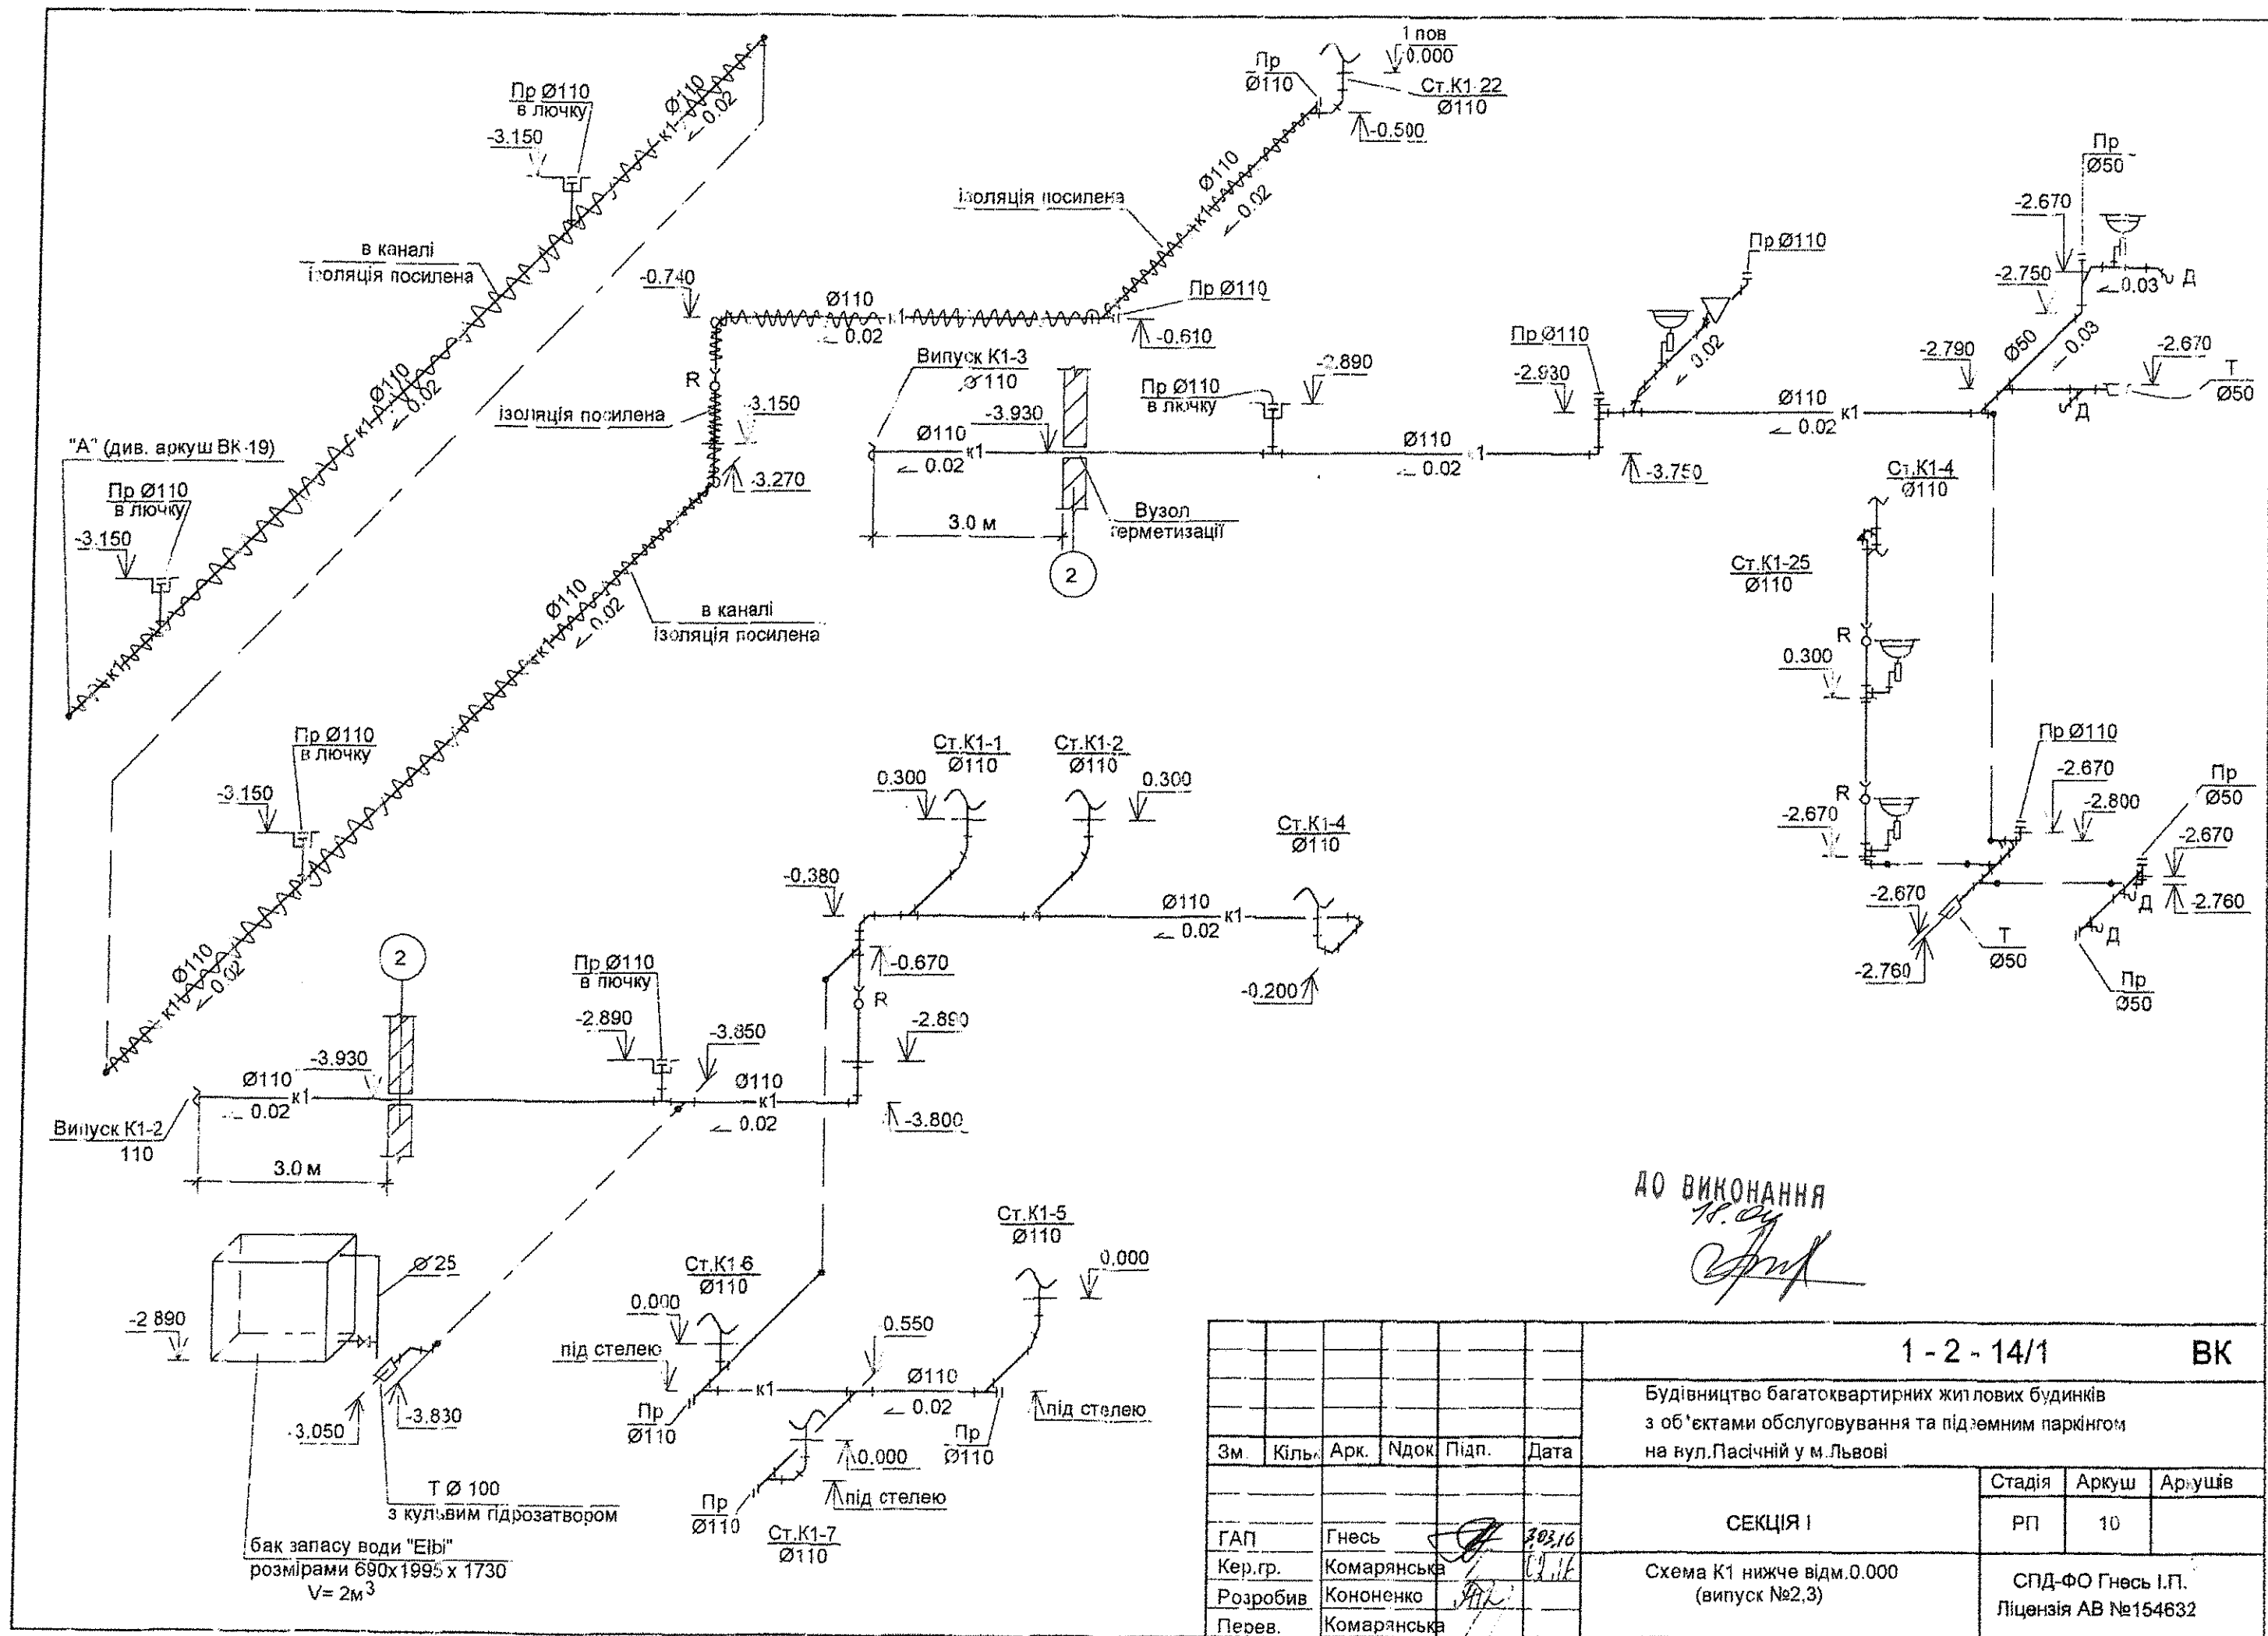 Пр Ø110
в лючку
-3.150
Ø110
к1
0.02
в каналі
ізоляція посилена
Ø110
к1
0.02
"А" (див. аркуш ВК-19)
Пр Ø110
в лючку
-3.150
к1
1 пов
0.000
Пр
Ø110
Ст.К1-22
Ø110
-0.500
Ø110
к1
0.02
ізоляція посилена
-0.740
Ø110
к1
0.02
Пр Ø110
-0.610
R
ізоляція посилена
-3.150
-3.270
Ø110
к1
0.02
в каналі
ізоляція посилена
Пр Ø110
в лючку
-3.150
Ø110
к1
0.02
Випуск К1-3
Ø110
-3.930
Ø110
к1
0.02
3.0 м
2
Вузол
герметизації
Пр Ø110
в лючку
-2.890
Ø110
к1
0.02
-3.750
Пр Ø110
-2.930
0.02
Пр Ø110
Ø110
к1
0.02
Пр
Ø50
-2.670
-2.750
0.03
Д
Ø50
0.03
-2.790
-2.670
Т
Ø50
Д
Ст.К1-4
Ø110
Ст.К1-25
Ø110
R
0.300
R
-2.670
Пр Ø110
-2.670
-2.800
Пр
Ø50
-2.670
-2.760
Д
Д
Пр
Ø50
-2.670
-2.760
Т
Ø50
Ст.К1-1
Ø110
0.300
Ст.К1-2
Ø110
0.300
Ст.К1-4
Ø110
-0.380
Ø110
к1
0.02
-0.200
-0.670
R
-2.890
2
Пр Ø110
в лючку
-2.890
-3.850
-3.930
Ø110
к1
0.02
Ø110
к1
0.02
-3.800
Випуск К1-2
110
3.0 м
Ø25
-2.890
-3.050
-3.830
Т Ø 100
з кульвим гідрозатвором
бак запасу води "Elbi"
розмірами 690х1995 х 1730
V= 2м3
Ст.К1-6
Ø110
0.000
під стелею
Пр
Ø110
к1
Ст.К1-5
Ø110
0.000
0.550
Ø110
0.02
під стелею
Пр
Ø110
0.000
під стелею
Пр
Ø110
Ст.К1-7
Ø110
ДО ВИКОНАННЯ
1 - 2 - 14/1
ВК
Будівництво багатоквартирних житлових будинків
з об'єктами обслуговування та підземним паркінгом
на вул.Пасічній у м.Львові
Зм. Кільк Арк. Nдок Підп. Дата
Стадія Аркуш Аркушів
СЕКЦІЯ І
РП 10
ГАП Гнесь
Кер.гр. Комарянська
Розробив Кононенко
Перев. Комарянська
Схема К1 нижче відм.0.000
(випуск №2,3)
СПД-ФО Гнесь І.П.
Ліцензія АВ №154632